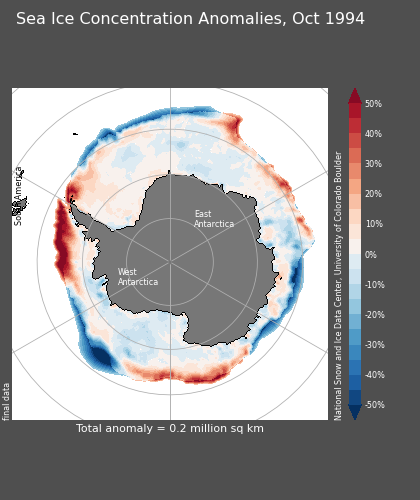 Sea Ice Concentration Anomalies, Oct 1994
South America
East
Antarctica
West
Antarctica
final data
50%
40%
30%
20%
10%
0%
-10%
-20%
-30%
-40%
-50%
National Snow and Ice Data Center, University of Colorado Boulder
Total anomaly = 0.2 million sq km